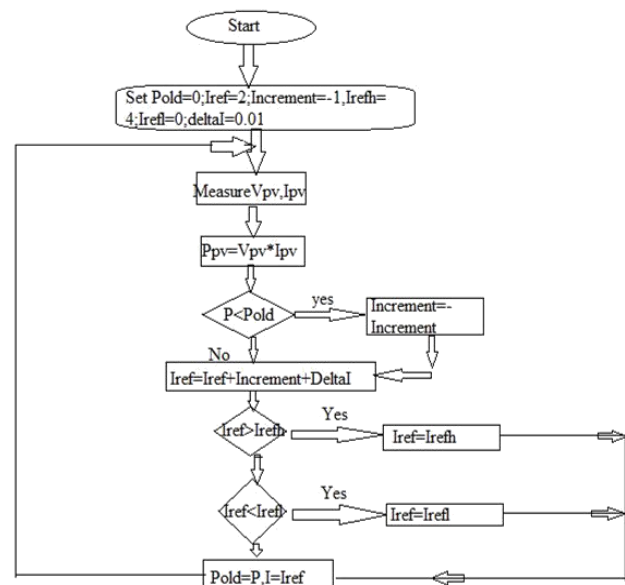 Start
Set Pold=0;Iref=2;Increment=-1,Irefh=
4;Irefl=0;deltaI=0.01
MeasureVpv,Ipv
Ppv=Vpv*Ipv
P<Pold
yes
Increment=-
Increment
No
Iref=Iref+Increment+DeltaI
Iref>Irefh
Yes
Iref=Irefh
Iref<Irefl
Yes
Iref=Irefl
Pold=P,I=Iref